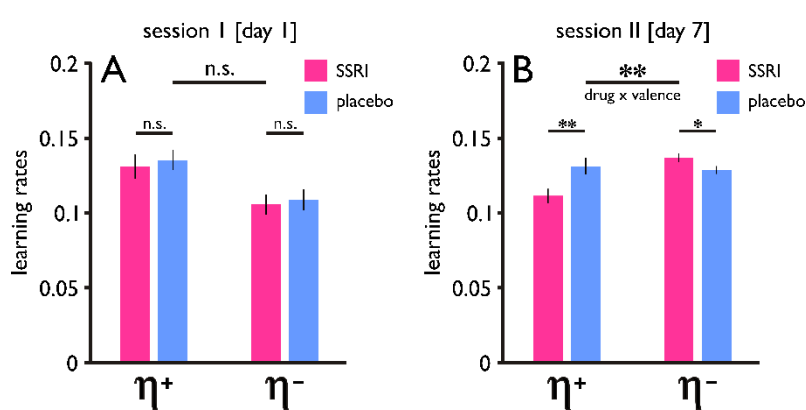 session I [day 1]
A
SSRI
placebo
n.s.
n.s.
n.s.
learning rates
0.2
0.15
0.1
0.05
0
η+
η−
session II [day 7]
B
SSRI
placebo
**
drug x valence
**
*
learning rates
0.2
0.15
0.1
0.05
0
η+
η−